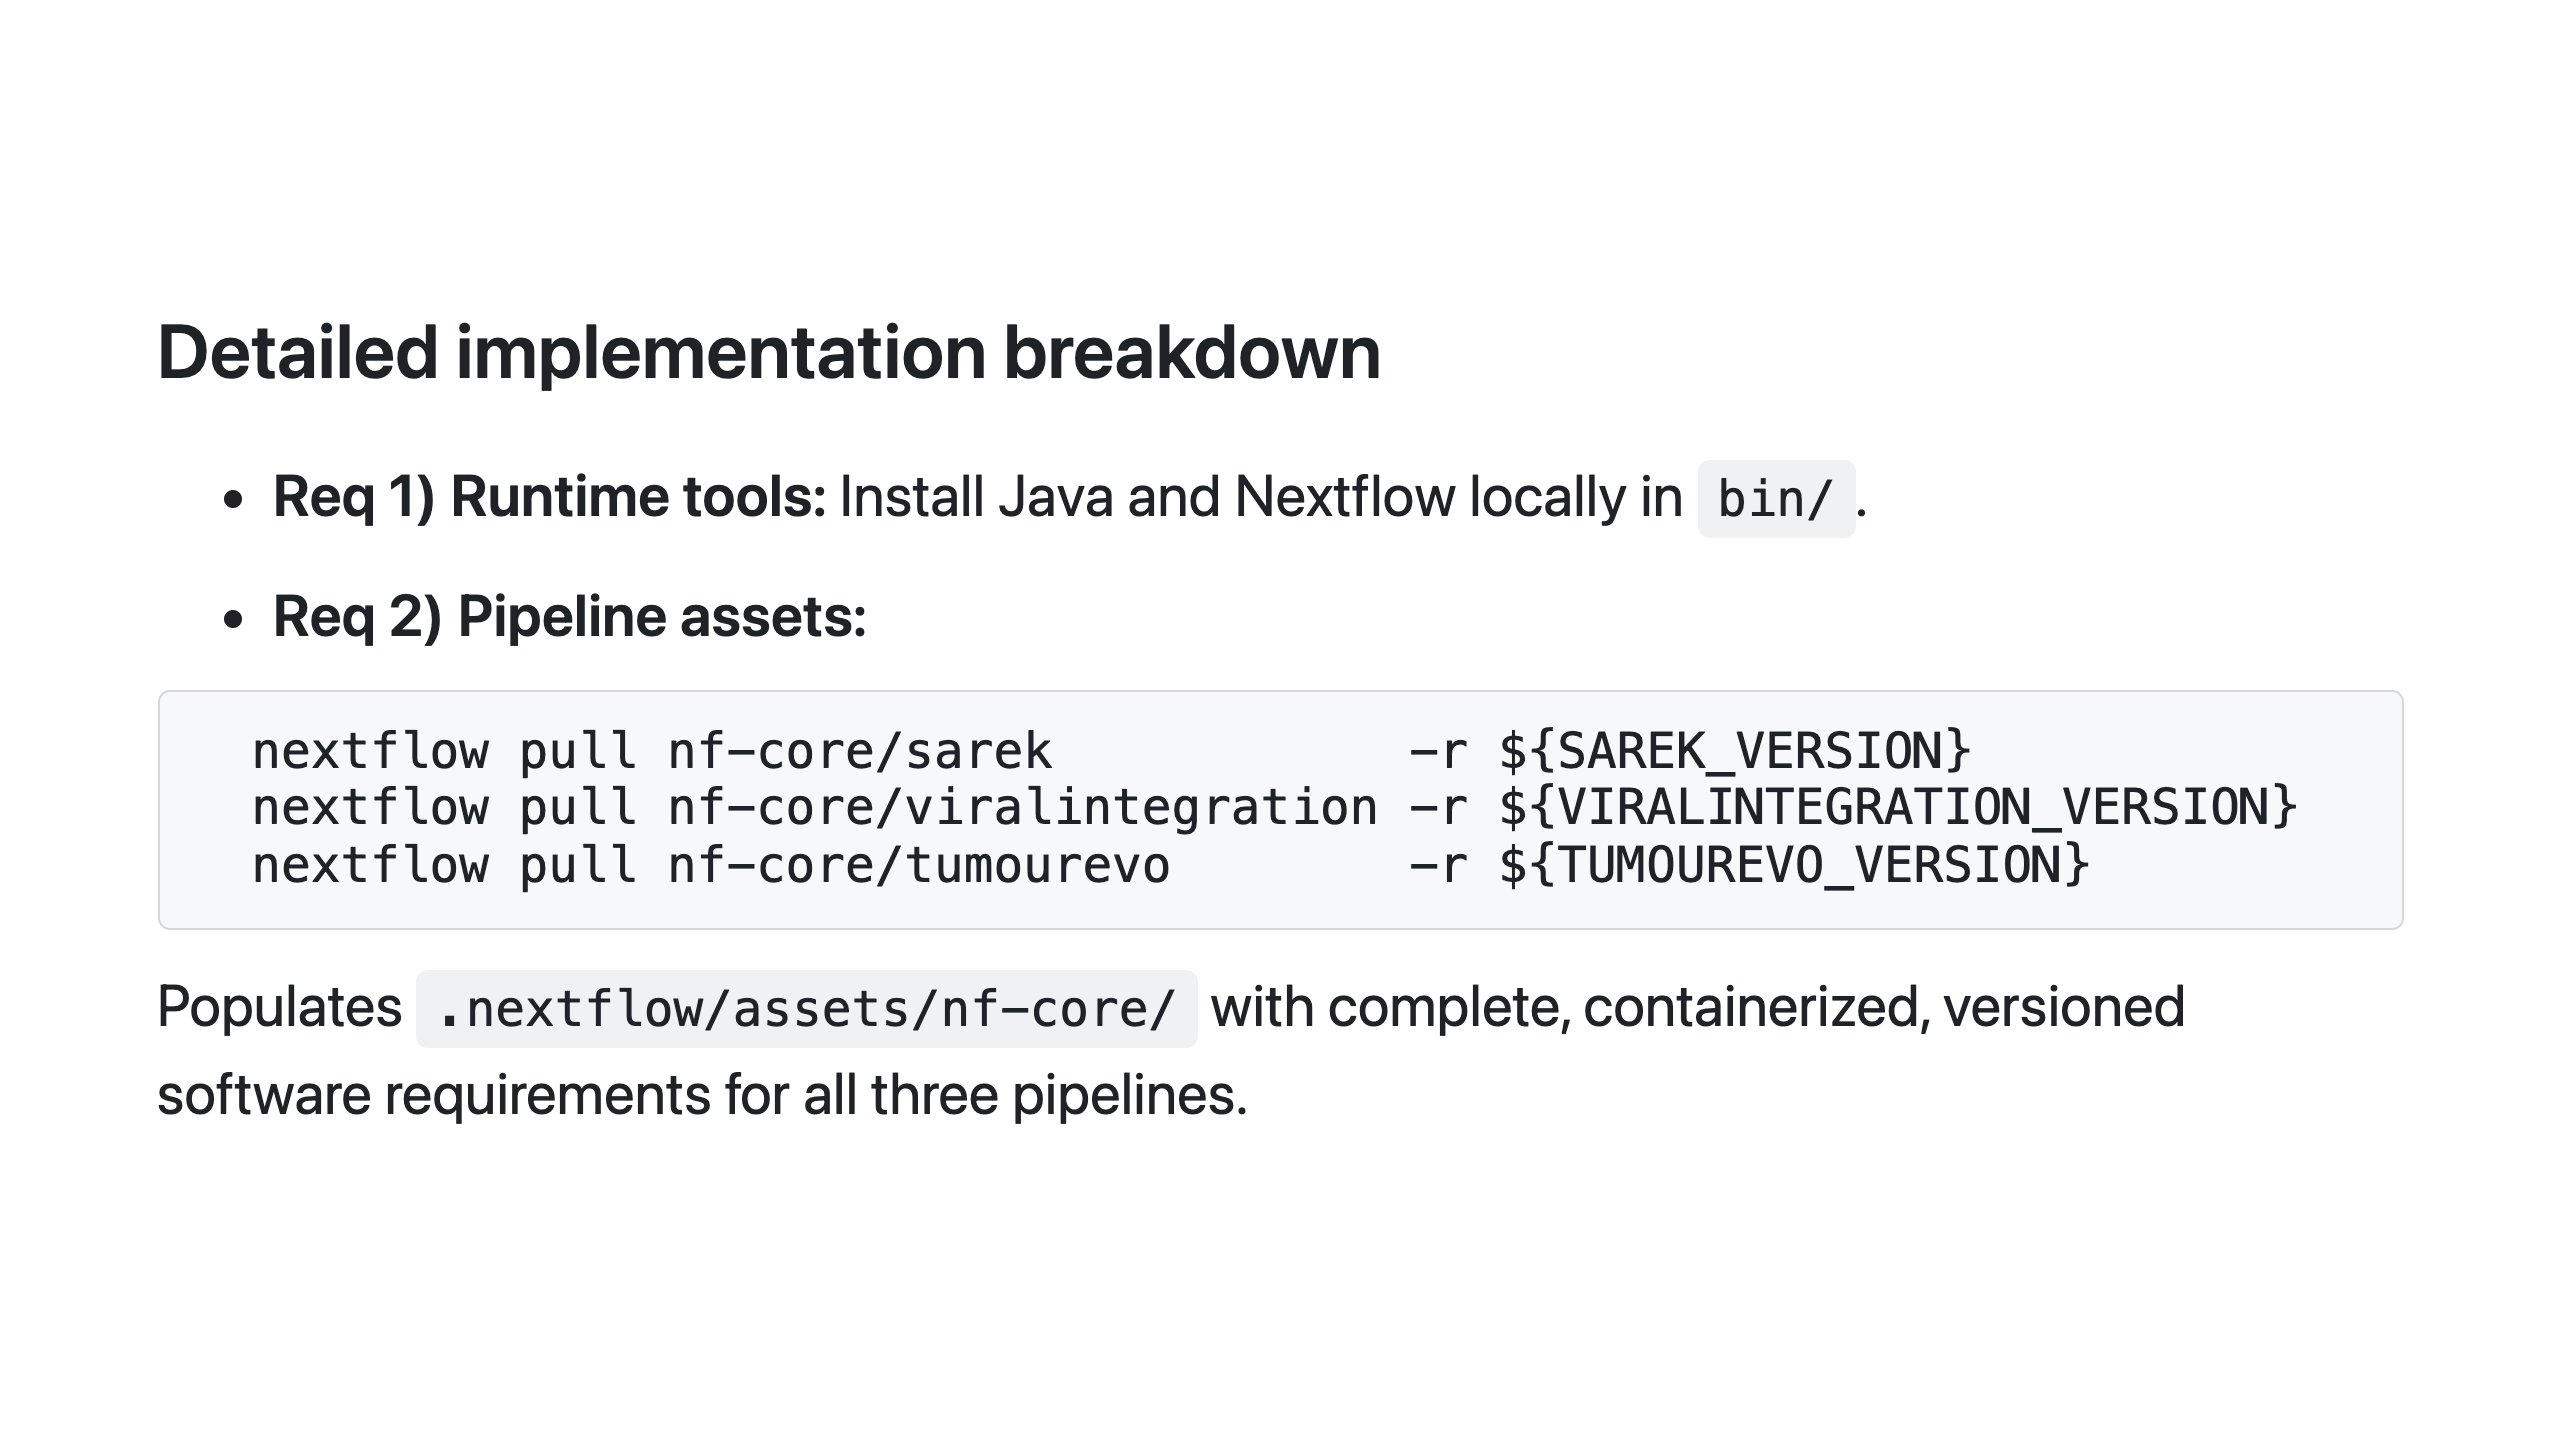 Detailed implementation breakdown
• Req 1) Runtime tools: Install Java and Nextflow locally in bin/.
• Req 2) Pipeline assets:
nextflow pull nf-core/sarek            -r ${SAREK_VERSION}
nextflow pull nf-core/viralintegration -r ${VIRALINTEGRATION_VERSION}
nextflow pull nf-core/tumourevo        -r ${TUMOUREVO_VERSION}
Populates .nextflow/assets/nf-core/ with complete, containerized, versioned
software requirements for all three pipelines.